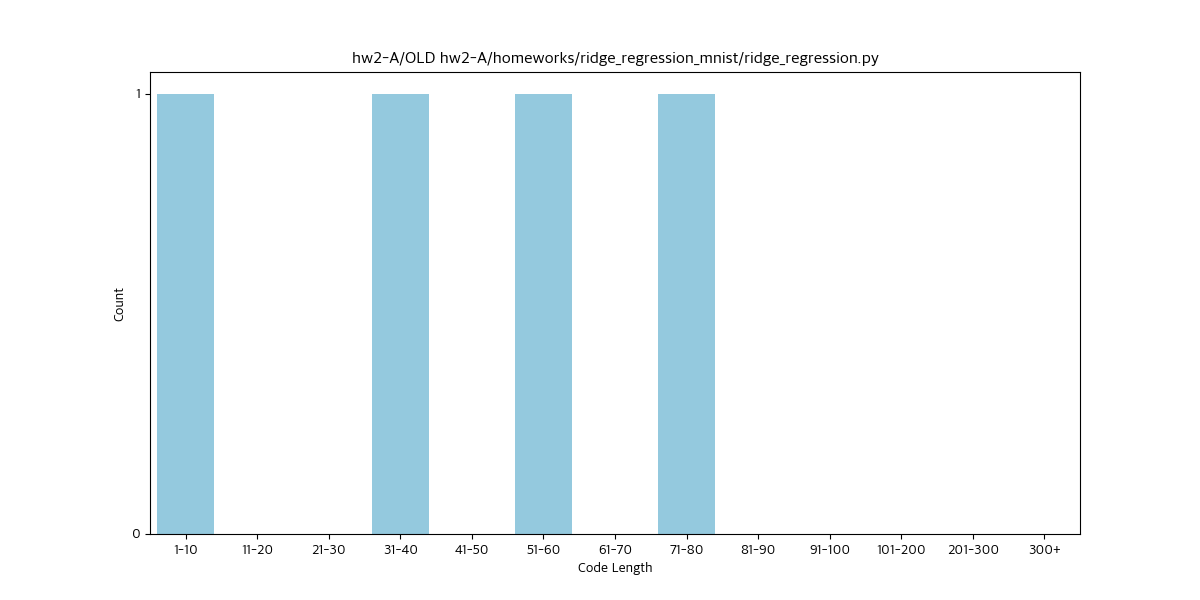 hw2-A/OLD hw2-A/homeworks/ridge_regression_mnist/ridge_regression.py
1
Count
0
1-10 11-20 21-30 31-40 41-50 51-60 61-70 71-80 81-90 91-100 101-200 201-300 300+
Code Length